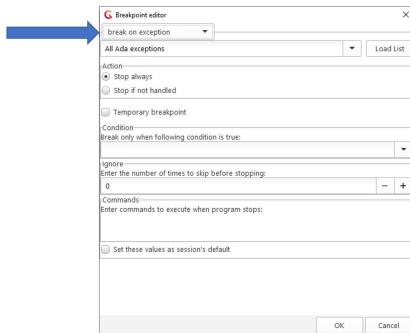 Breakpoint editor
break on exception
All Ada exceptions
Load List
Action
Stop always
Stop if not handled
Temporary breakpoint
Condition
Break only when following condition is true:
Ignore
Enter the number of times to skip before stopping:
0
Commands
Enter commands to execute when program stops:
Set these values as session's default
OK Cancel